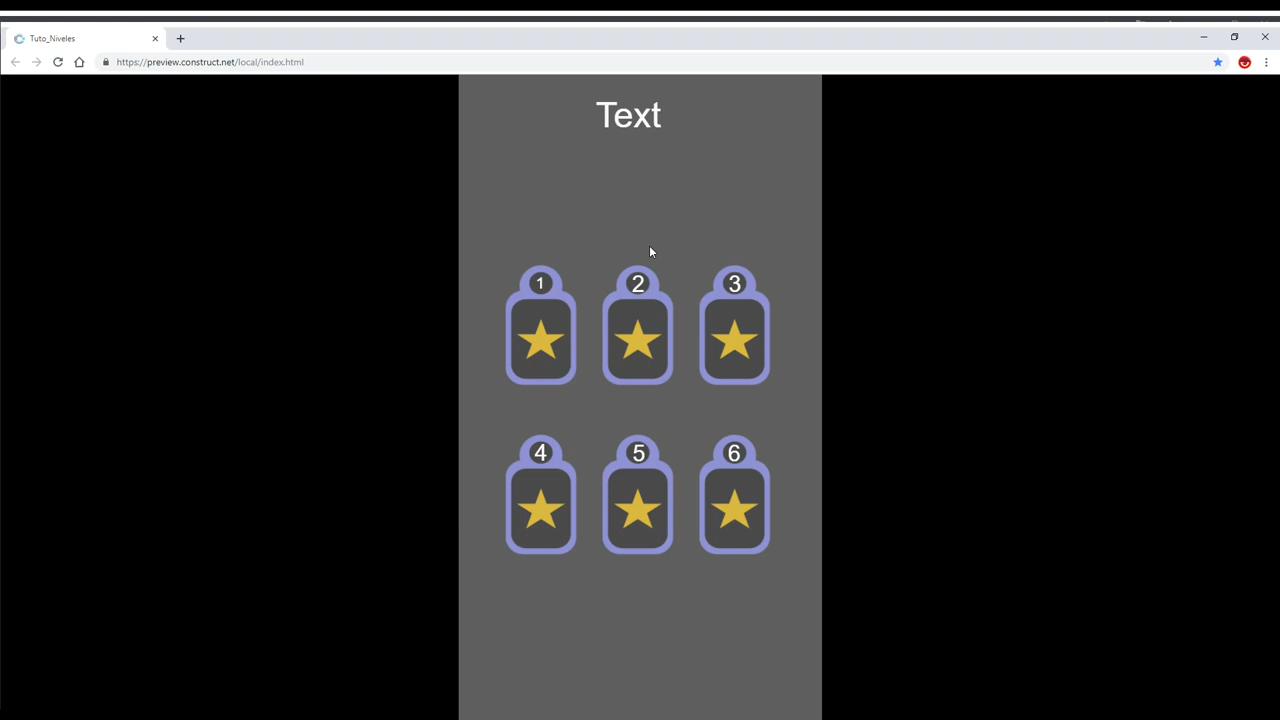 Tuto_Niveles
https://preview.construct.net/local/index.html
Text
1 2 3
4 5 6